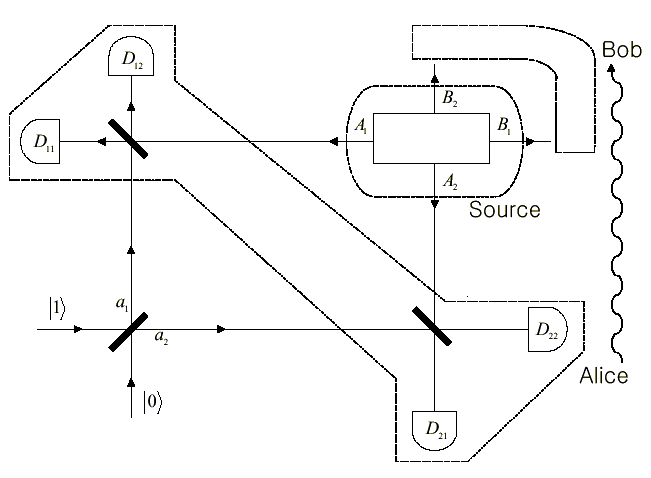 Bob
D₁₂
B₂
A₁
B₁
D₁₁
A₂
Source
|1⟩
a₁
a₂
D₂₂
Alice
|0⟩
D₂₁